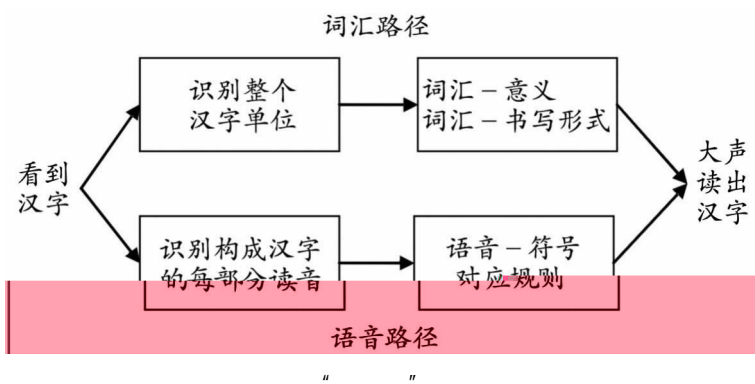 词汇路径
识别整个
汉字单位
词汇－意义
词汇－书写形式
看到
汉字
大声
读出
汉字
识别构成汉字
的每部分读音
语音－符号
对应规则
语音路径
“ ”